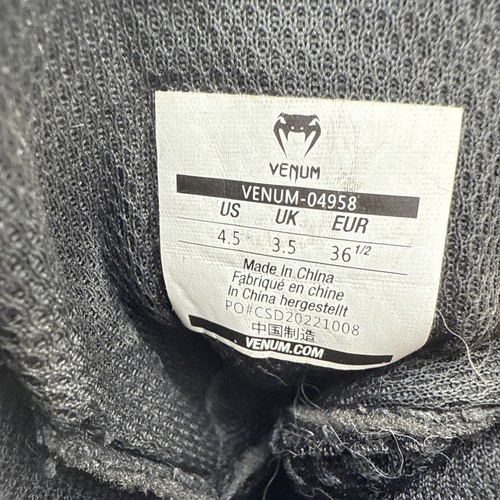 VENUM
VENUM-04958
US UK EUR
4.5 3.5 36 1/2
Made In China
Fabriqué en chine
In China hergestellt
PO#CSD20221008
中国制造
VENUM.COM